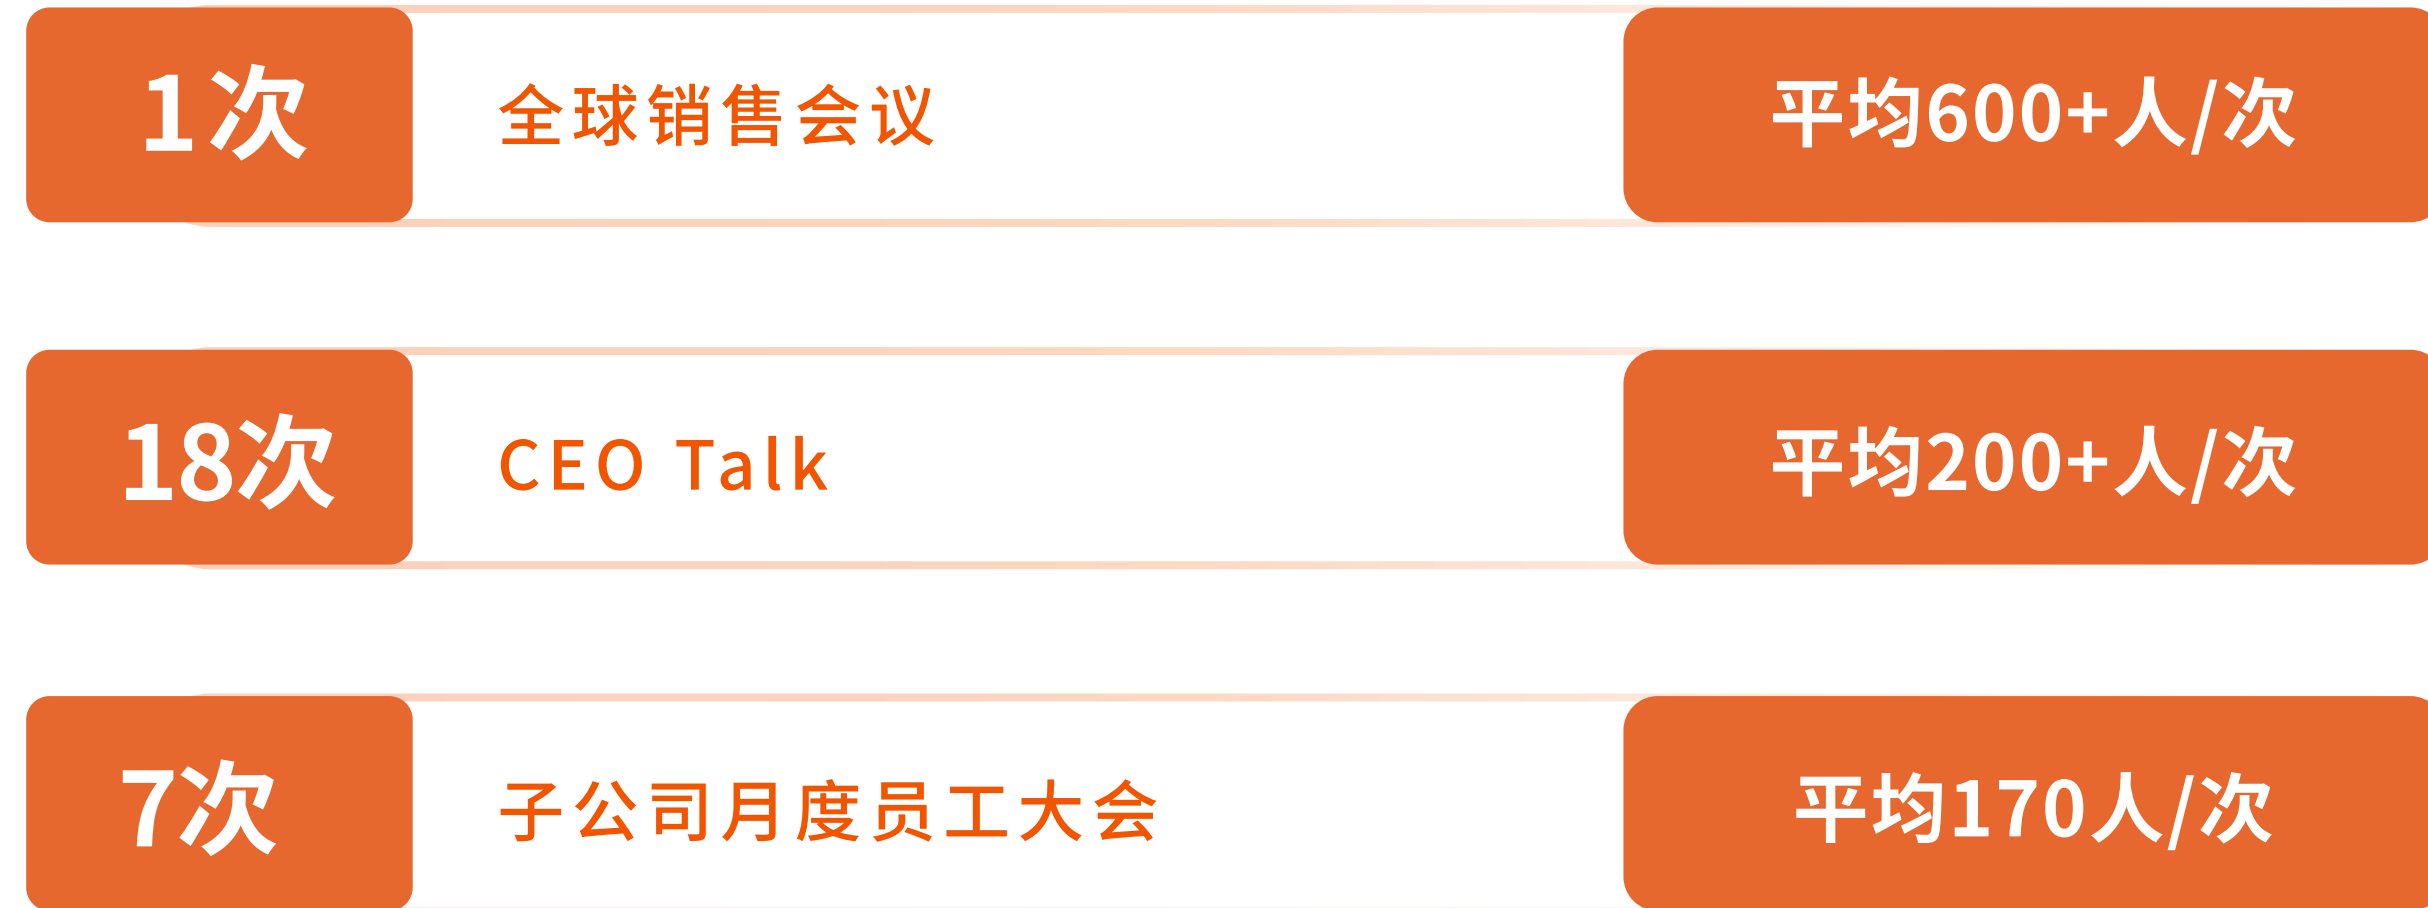 1次 全球销售会议 平均600+人/次
18次 CEO Talk 平均200+人/次
7次 子公司月度员工大会 平均170人/次